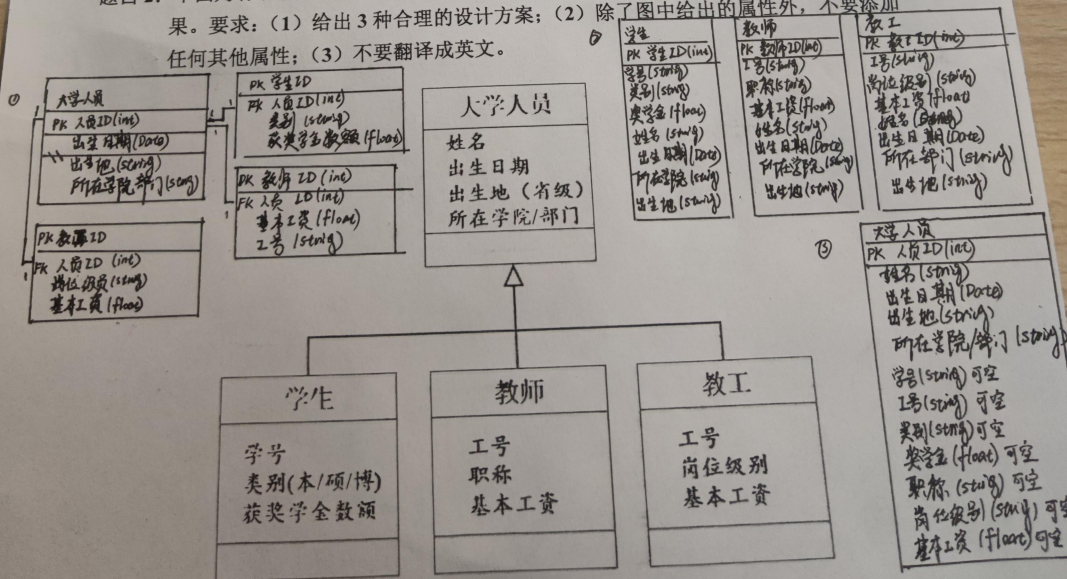 果。要求：（1）给出3种合理的设计方案；（2）除了图中给出的属性外，不要添加
任何其他属性；（3）不要翻译成英文。
①
大学人员
PK 人员ID(int)
出生日期(Date)
出生地(string)
所在学院/部门(string)
PK 学生ID
FK 人员ID(int)
类别(string)
获奖学金数额(float)
PK 教师ID(int)
FK 人员ID(int)
基本工资(float)
工号(string)
FK 人员ID(int)
基本工资(float)
大学人员
姓名
出生日期
出生地（省级）
所在学院/部门
学生
学号
类别(本/硕/博)
获奖学金数额
教师
工号
职称
基本工资
教工
工号
岗位级别
基本工资
②
学生
PK 学生ID(int)
学号(string)
类别(string)
奖学金(float)
姓名(string)
出生日期(Date)
所在学院(string)
出生地(string)
教师
PK 教师ID(int)
工号(string)
职称(string)
基本工资(float)
姓名(string)
出生日期(Date)
所在学院(string)
出生地(string)
教工
PK 教工ID(int)
工号(string)
岗位级别(string)
基本工资(float)
姓名(string)
出生日期(Date)
所在部门(string)
出生地(string)
③
大学人员
PK 人员ID(int)
姓名(string)
出生日期(Date)
出生地(string)
所在学院/部门(string)
学号(string)可空
工号(string)可空
类别(string)可空
奖学金(float)可空
职称(string)可空
岗位级别(string)可空
基本工资(float)可空